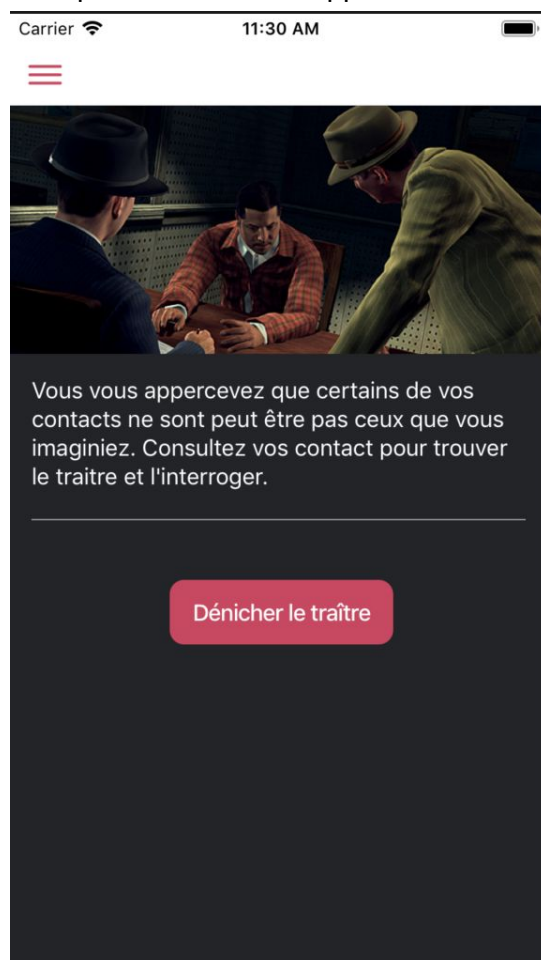 Carrier 11:30 AM
Vous vous appercevez que certains de vos
contacts ne sont peut être pas ceux que vous
imaginiez. Consultez vos contact pour trouver
le traitre et l'interroger.
Dénicher le traître